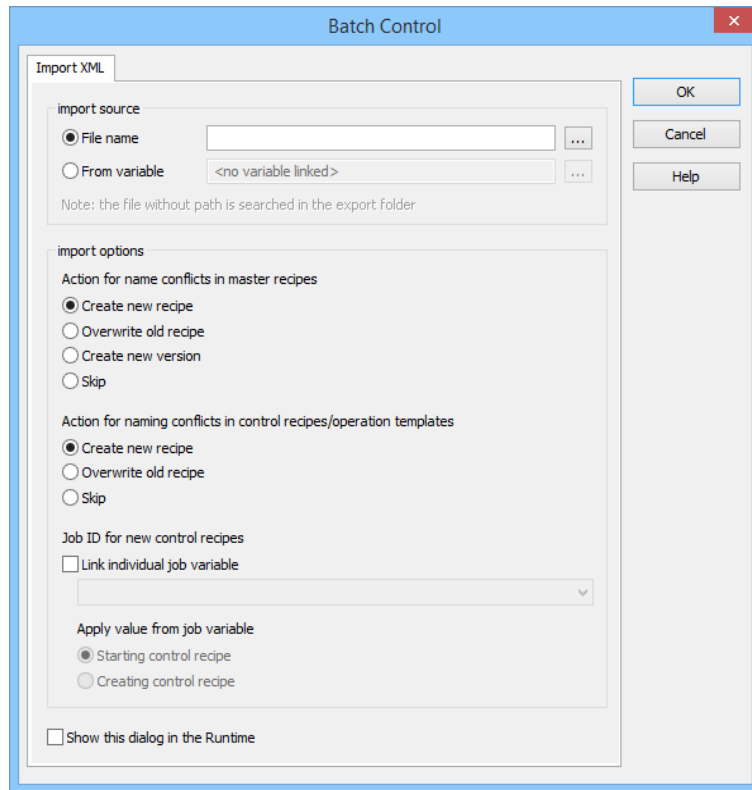 Batch Control
Import XML
OK
Cancel
Help
import source
File name
...
From variable
<no variable linked>
...
Note: the file without path is searched in the export folder
import options
Action for name conflicts in master recipes
Create new recipe
Overwrite old recipe
Create new version
Skip
Action for naming conflicts in control recipes/operation templates
Create new recipe
Overwrite old recipe
Skip
Job ID for new control recipes
Link individual job variable
Apply value from job variable
Starting control recipe
Creating control recipe
Show this dialog in the Runtime